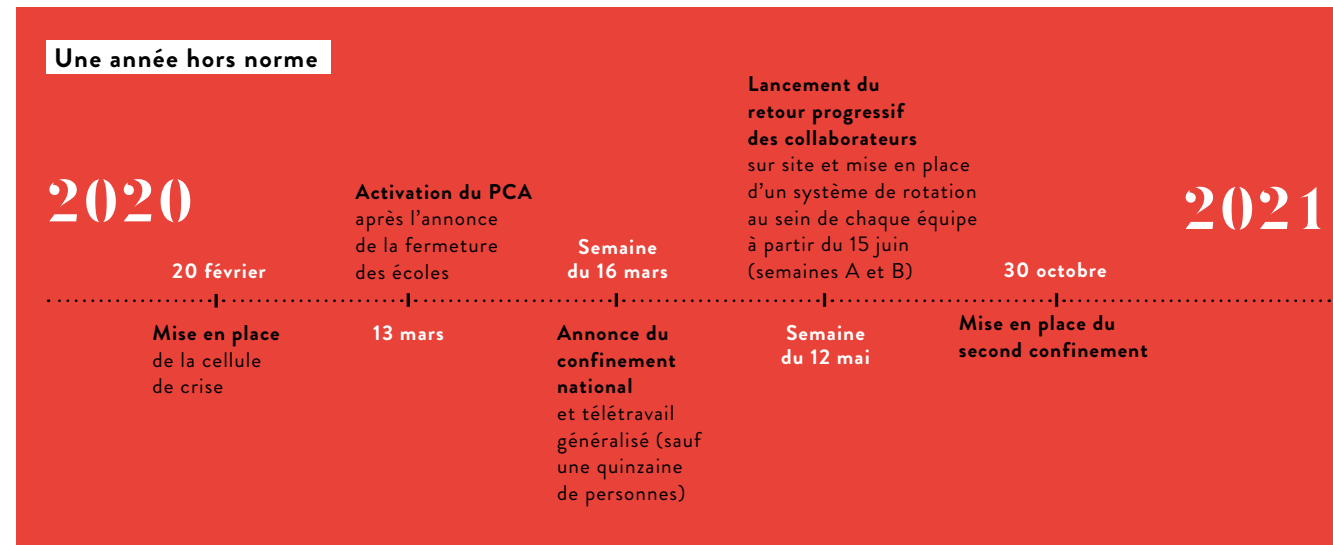 Une année hors norme
2020
20 février
Mise en place
de la cellule
de crise
Activation du PCA
après l’annonce
de la fermeture
des écoles
13 mars
Semaine
du 16 mars
Annonce du
confinement
national
et télétravail
généralisé (sauf
une quinzaine
de personnes)
Lancement du
retour progressif
des collaborateurs
sur site et mise en place
d’un système de rotation
au sein de chaque équipe
à partir du 15 juin
(semaines A et B)
Semaine
du 12 mai
30 octobre
Mise en place du
second confinement
2021